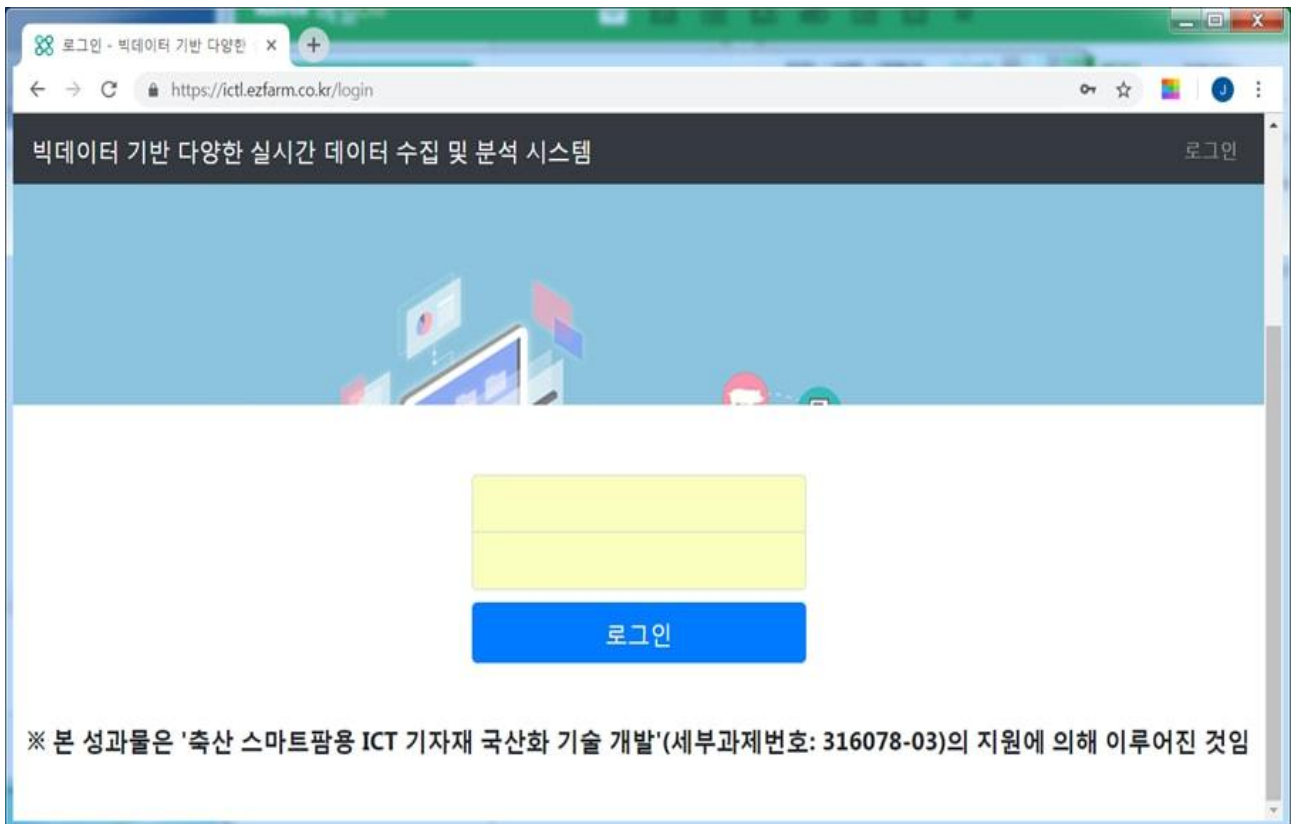 로그인 - 빅데이터 기반 다양한
https://ictl.ezfarm.co.kr/login
J
빅데이터 기반 다양한 실시간 데이터 수집 및 분석 시스템
로그인
로그인
※ 본 성과물은 '축산 스마트팜용 ICT 기자재 국산화 기술 개발'(세부과제번호: 316078-03)의 지원에 의해 이루어진 것임